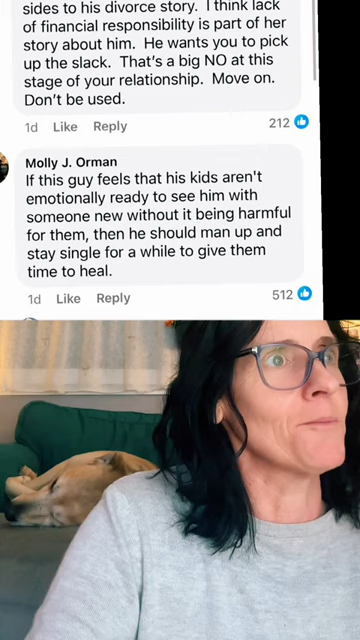 sides to his divorce story. I think lack
of financial responsibility is part of her
story about him. He wants you to pick
up the slack. That's a big NO at this
stage of your relationship. Move on.
Don't be used.
1d Like Reply 212
Molly J. Orman
If this guy feels that his kids aren't
emotionally ready to see him with
someone new without it being harmful
for them, then he should man up and
stay single for a while to give them
time to heal.
1d Like Reply 512